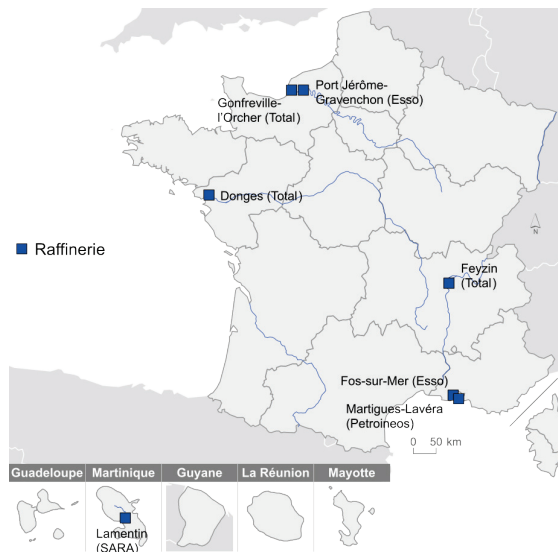 Port Jérôme-
Gravenchon (Esso)
Gonfreville-
l'Orcher (Total)
Donges (Total)
N
Raffinerie
Feyzin
(Total)
Fos-sur-Mer (Esso)
Martigues-Lavéra
(Petroineos)
0 50 km
Guadeloupe Martinique Guyane La Réunion Mayotte
Lamentin
(SARA)